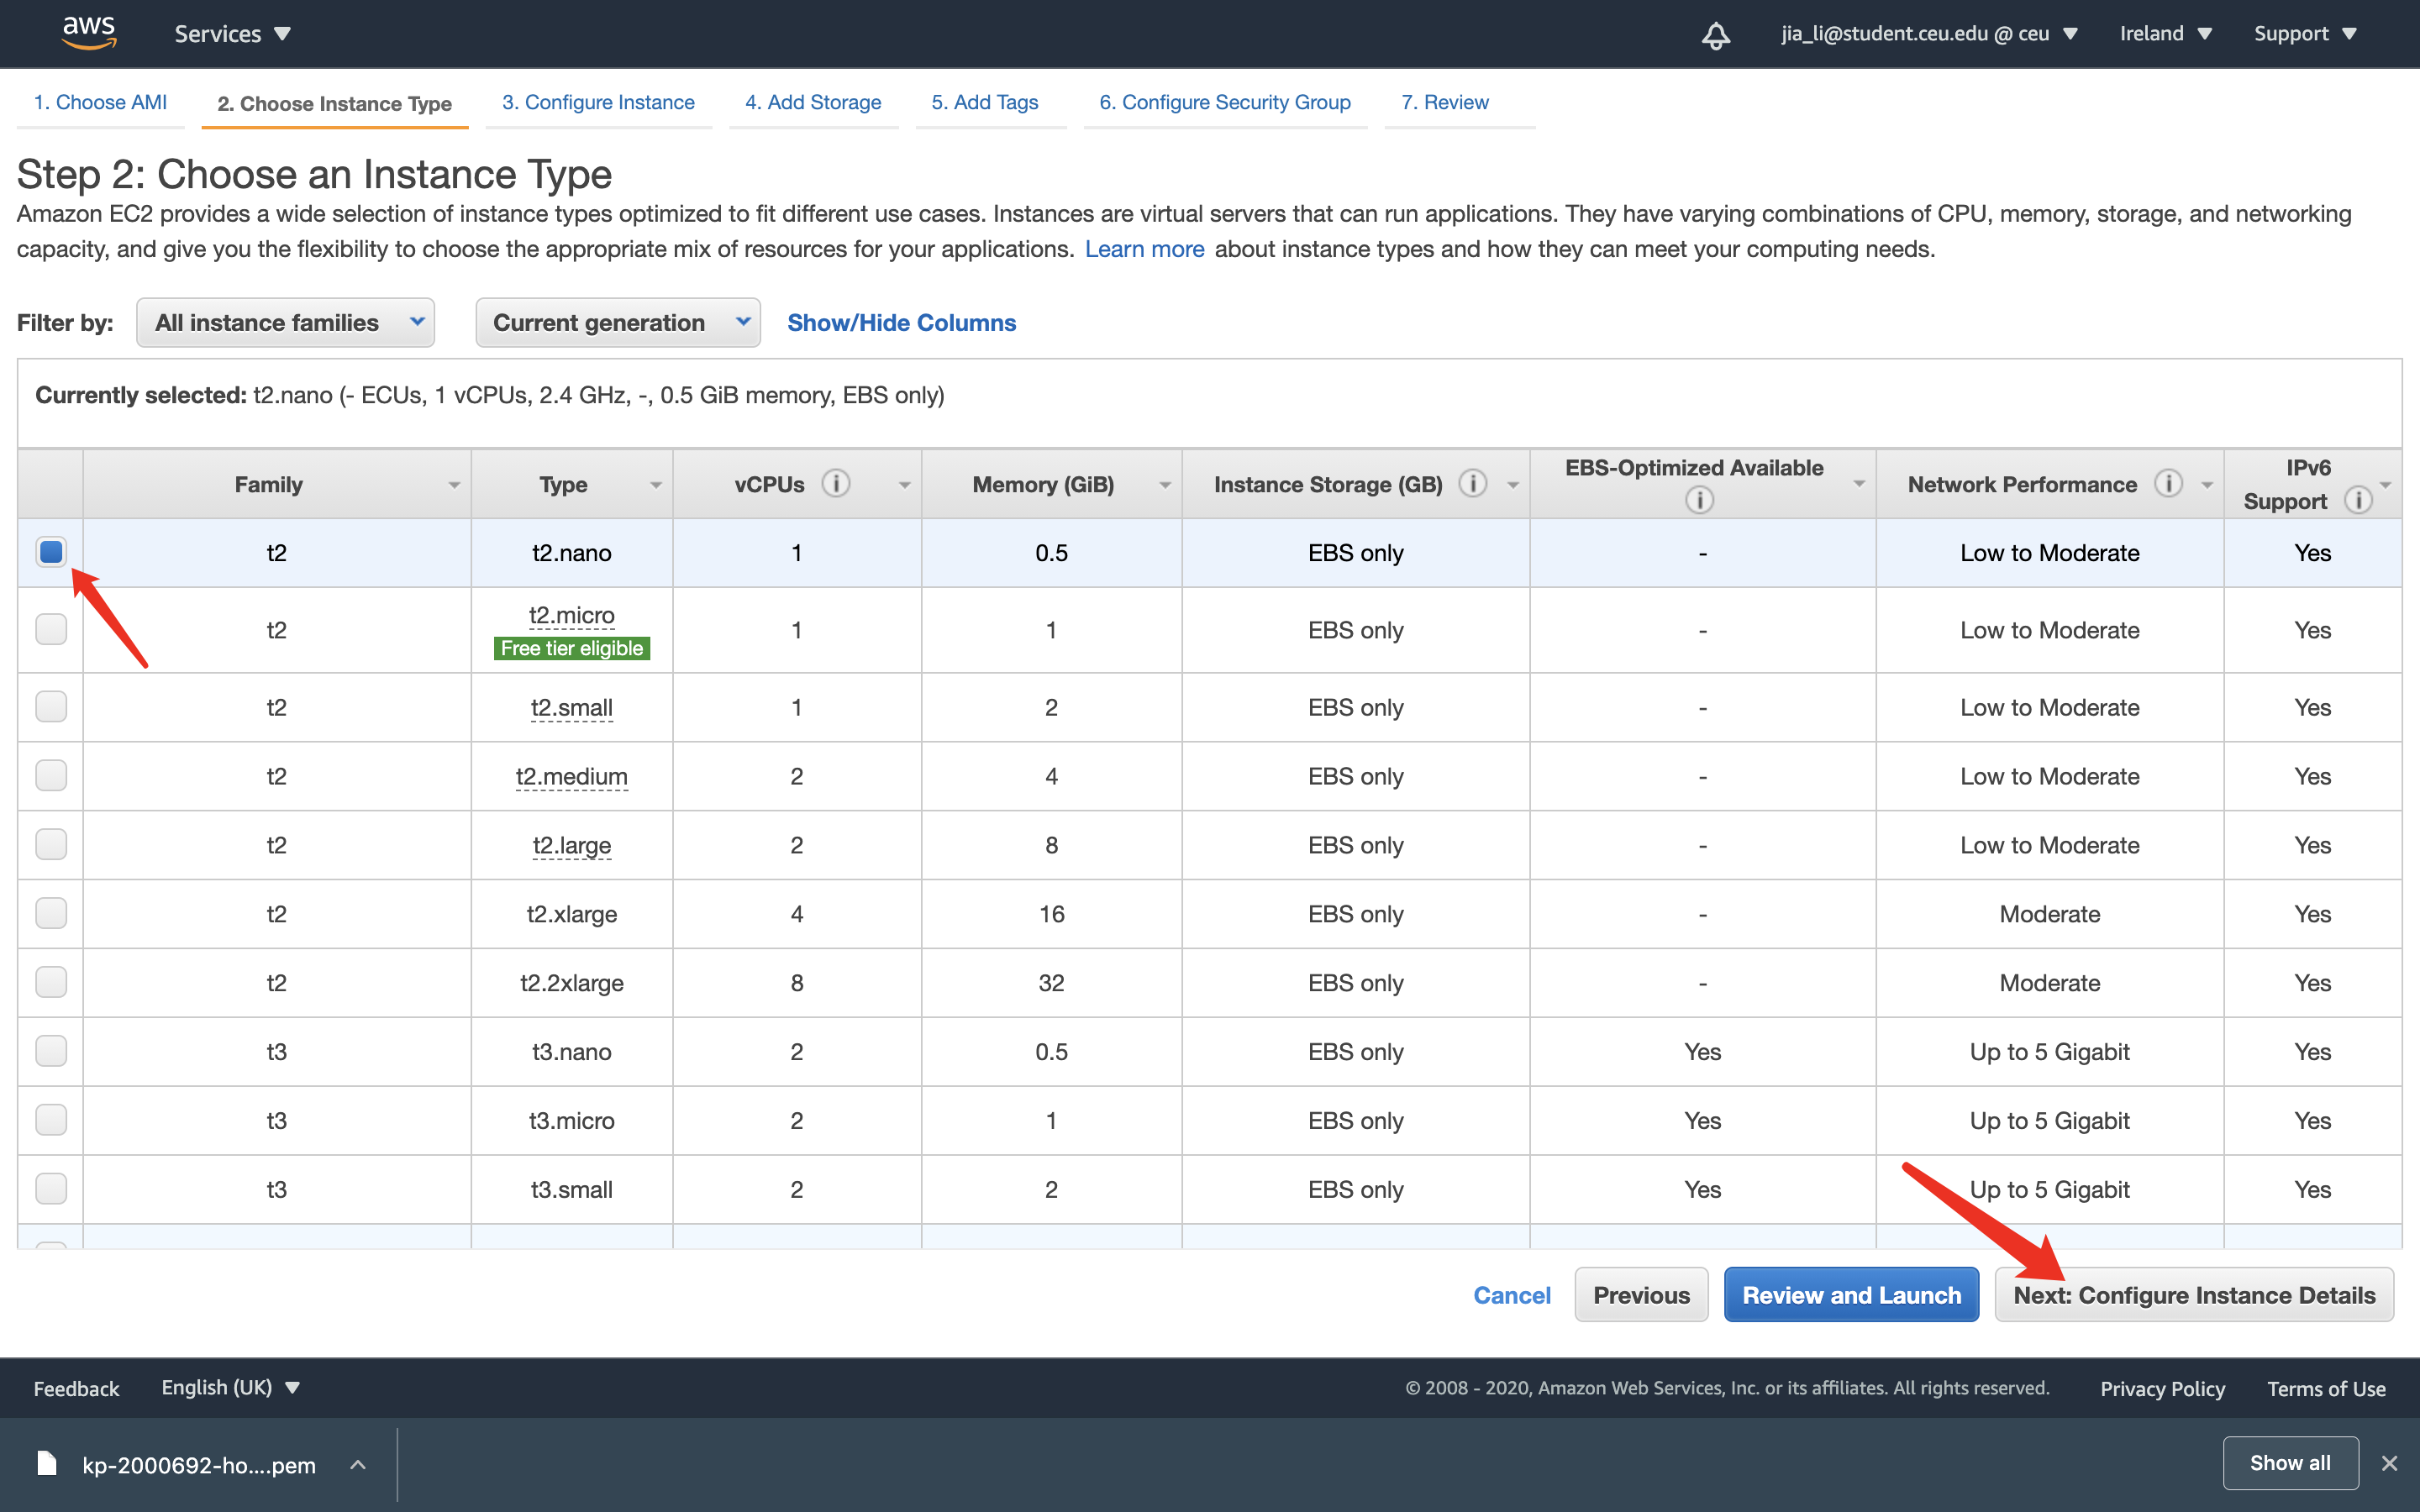 aws Services jia_li@student.ceu.edu @ ceu Ireland Support
1. Choose AMI 2. Choose Instance Type 3. Configure Instance 4. Add Storage 5. Add Tags 6. Configure Security Group 7. Review
Step 2: Choose an Instance Type
Amazon EC2 provides a wide selection of instance types optimized to fit different use cases. Instances are virtual servers that can run applications. They have varying combinations of CPU, memory, storage, and networking
capacity, and give you the flexibility to choose the appropriate mix of resources for your applications. Learn more about instance types and how they can meet your computing needs.
Filter by: All instance families Current generation Show/Hide Columns
Currently selected: t2.nano (- ECUs, 1 vCPUs, 2.4 GHz, -, 0.5 GiB memory, EBS only)
Family Type vCPUs i Memory (GiB) Instance Storage (GB) i EBS-Optimized Available i Network Performance i IPv6 Support i
t2 t2.nano 1 0.5 EBS only - Low to Moderate Yes
t2 t2.micro Free tier eligible 1 1 EBS only - Low to Moderate Yes
t2 t2.small 1 2 EBS only - Low to Moderate Yes
t2 t2.medium 2 4 EBS only - Low to Moderate Yes
t2 t2.large 2 8 EBS only - Low to Moderate Yes
t2 t2.xlarge 4 16 EBS only - Moderate Yes
t2 t2.2xlarge 8 32 EBS only - Moderate Yes
t3 t3.nano 2 0.5 EBS only Yes Up to 5 Gigabit Yes
t3 t3.micro 2 1 EBS only Yes Up to 5 Gigabit Yes
t3 t3.small 2 2 EBS only Yes Up to 5 Gigabit Yes
Cancel Previous Review and Launch Next: Configure Instance Details
Feedback English (UK) © 2008 - 2020, Amazon Web Services, Inc. or its affiliates. All rights reserved. Privacy Policy Terms of Use
kp-2000692-ho....pem Show all